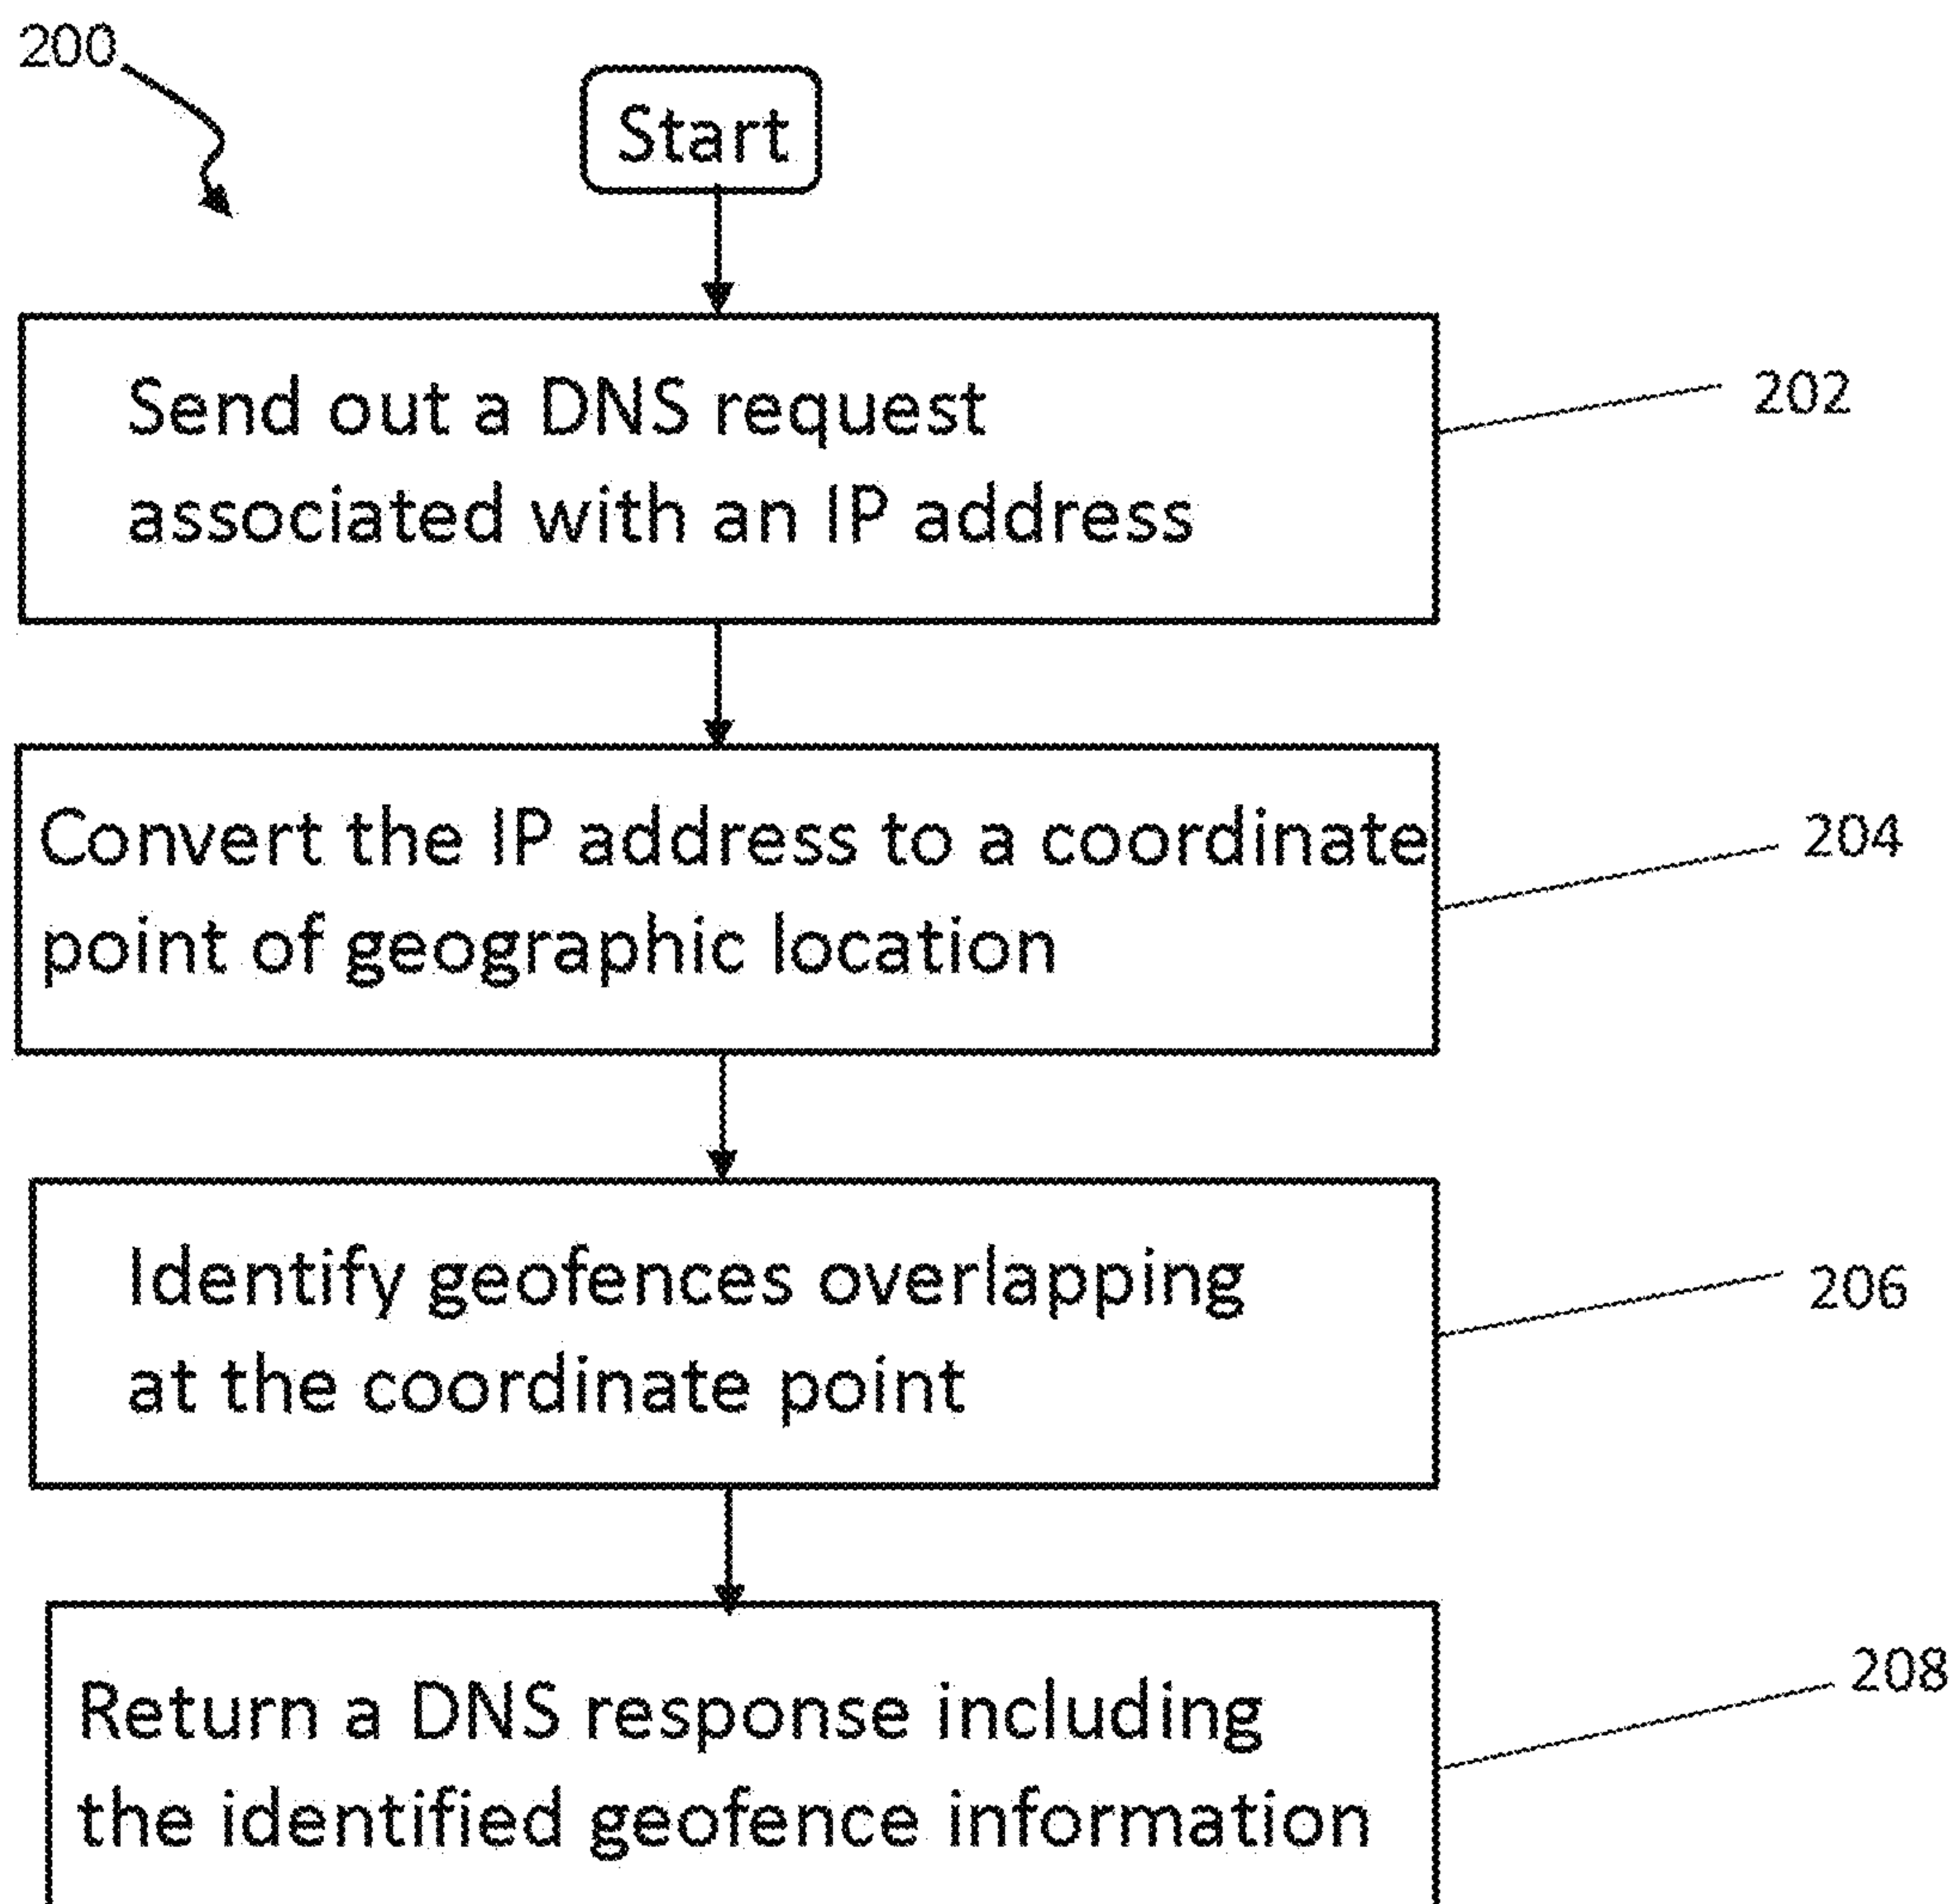 200
Start
Send out a DNS request
associated with an IP address
202
Convert the IP address to a coordinate
point of geographic location
204
Identify geofences overlapping
at the coordinate point
206
Return a DNS response including
the identified geofence information
208